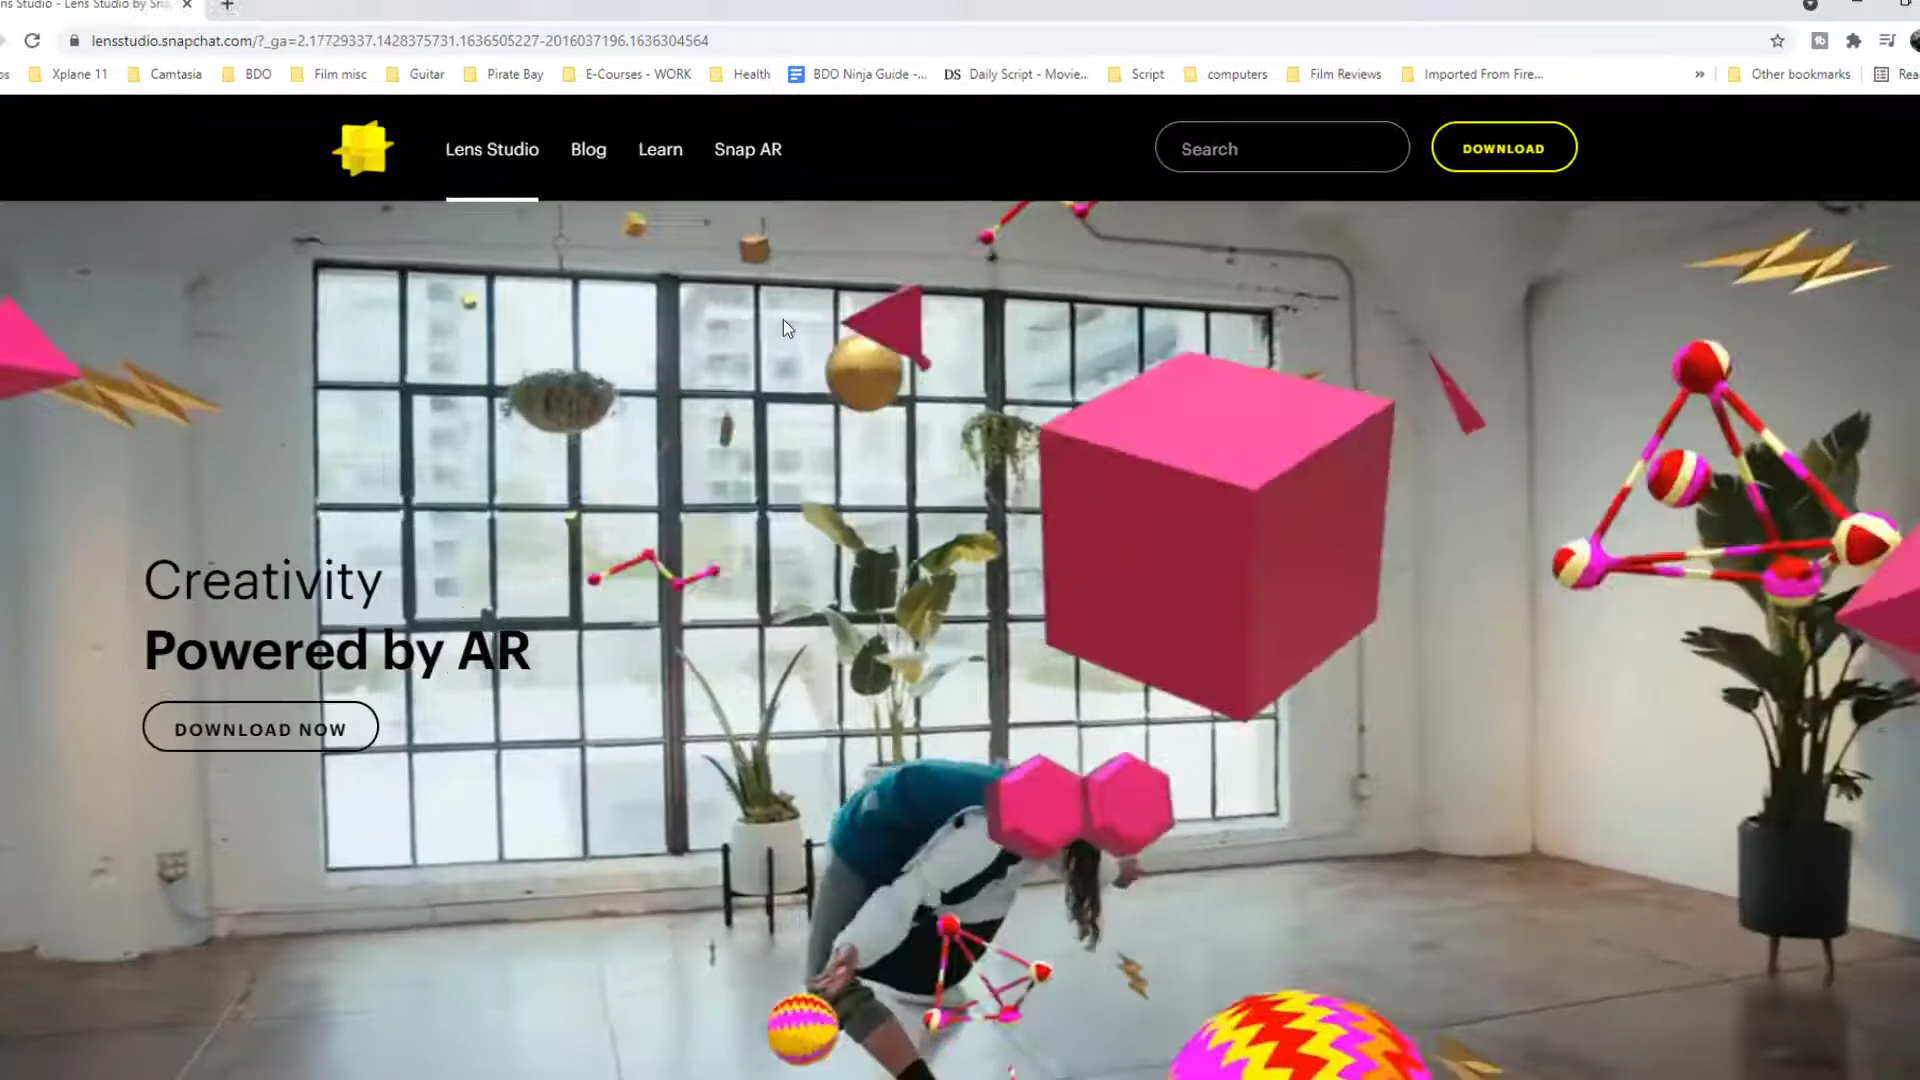 ns Studio - Lens Studio by Sna
lensstudio.snapchat.com/?_ga=2.17729337.1428375731.1636505227-2016037196.1636304564
os Xplane 11 Camtasia BDO Film misc Guitar Pirate Bay E-Courses - WORK Health BDO Ninja Guide -... DS Daily Script - Movie... Script computers Film Reviews Imported From Fire... » Other bookmarks Rea
Lens Studio Blog Learn Snap AR Search DOWNLOAD
Creativity
Powered by AR
DOWNLOAD NOW